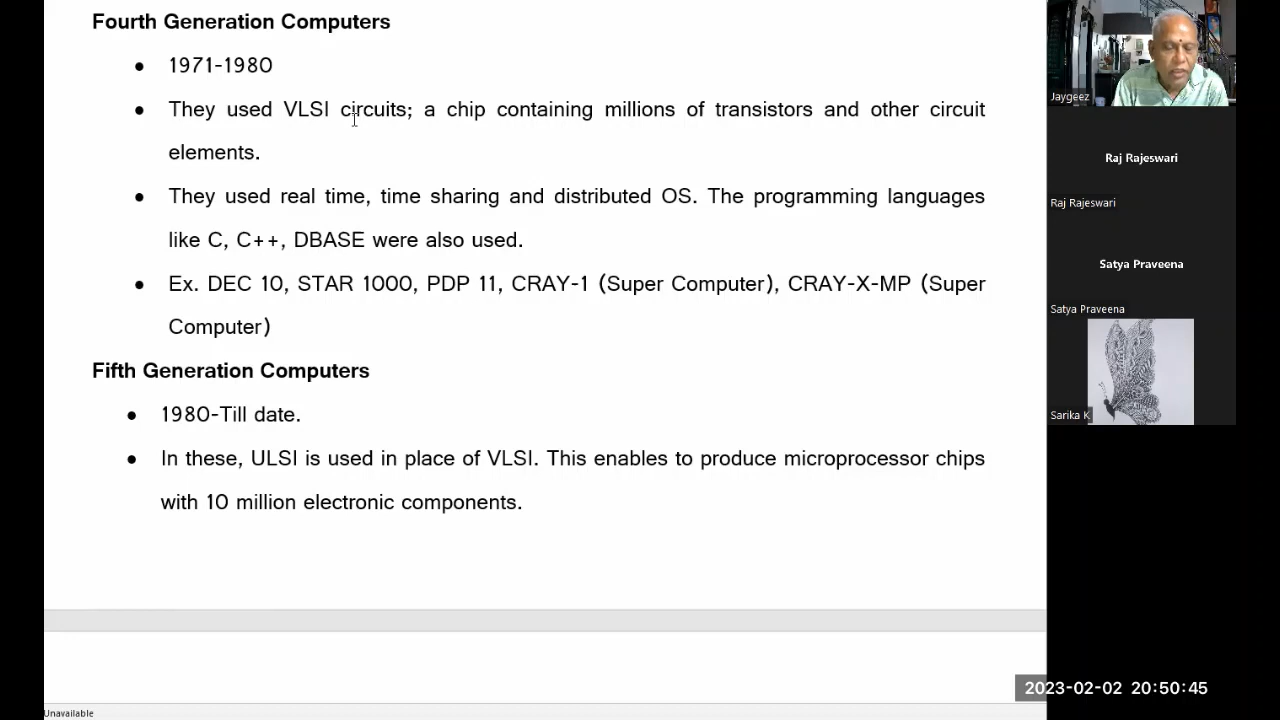 Fourth Generation Computers
● 1971-1980
● They used VLSI circuits; a chip containing millions of transistors and other circuit
elements.
● They used real time, time sharing and distributed OS. The programming languages
like C, C++, DBASE were also used.
● Ex. DEC 10, STAR 1000, PDP 11, CRAY-1 (Super Computer), CRAY-X-MP (Super
Computer)
Fifth Generation Computers
● 1980-Till date.
● In these, ULSI is used in place of VLSI. This enables to produce microprocessor chips
with 10 million electronic components.
Jaygeez
Raj Rajeswari
Raj Rajeswari
Satya Praveena
Satya Praveena
Sarika K
2023-02-02 20:50:45
Unavailable